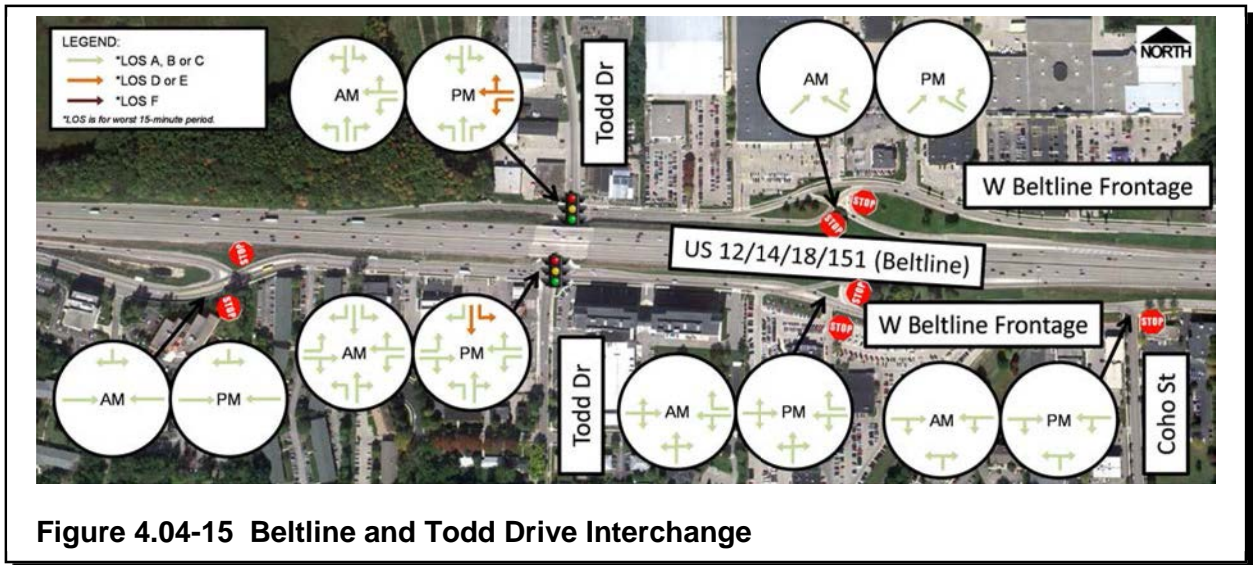 LEGEND:
*LOS A, B or C
*LOS D or E
*LOS F
*LOS is for worst 15-minute period.
AM
PM
Todd Dr
AM
PM
NORTH
W Beltline Frontage
STOP
STOP
US 12/14/18/151 (Beltline)
STOP
STOP
STOP
STOP
W Beltline Frontage
STOP
AM
PM
AM
PM
Todd Dr
AM
PM
AM
PM
Coho St
Figure 4.04-15 Beltline and Todd Drive Interchange